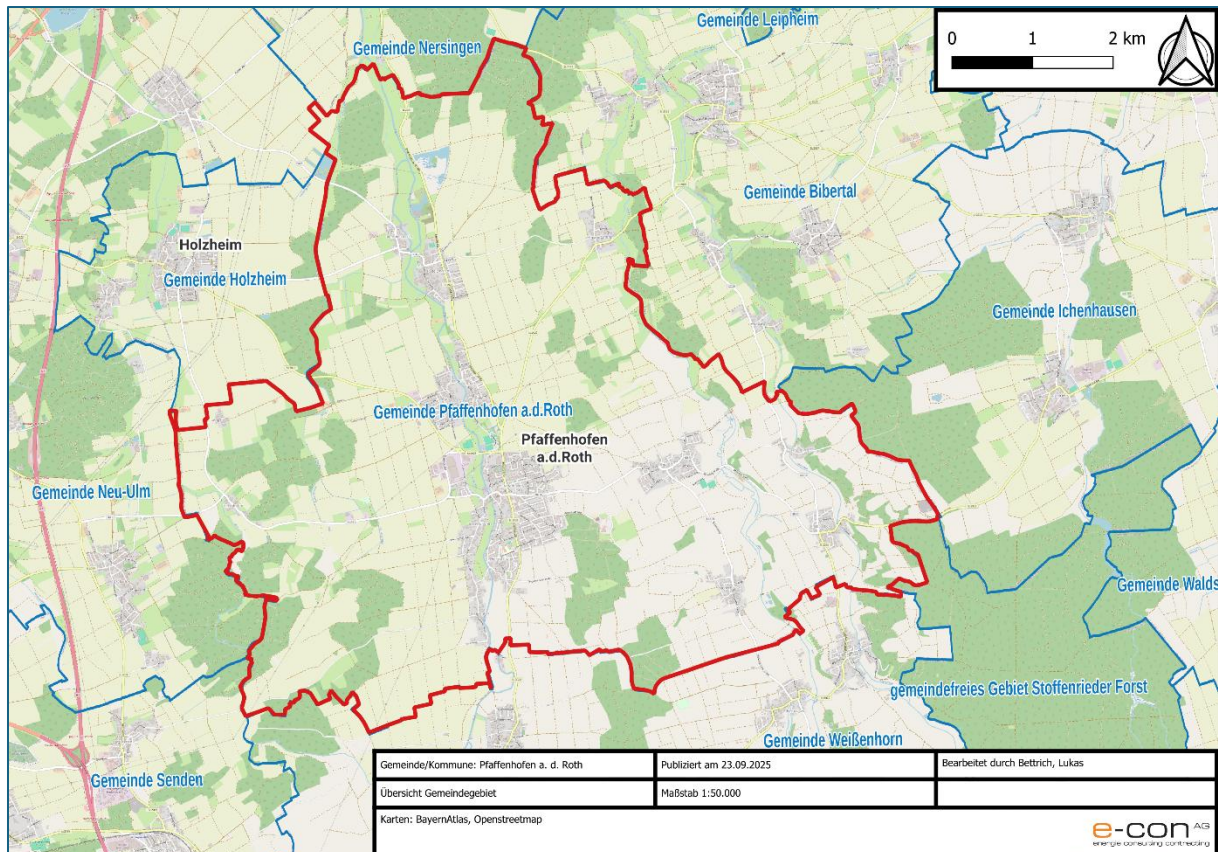 Gemeinde Leipheim
Gemeinde Nersingen
0 1 2 km
Gemeinde Bibertal
Holzheim
Gemeinde Holzheim
Gemeinde Ichenhausen
Gemeinde Pfaffenhofen a.d.Roth
Pfaffenhofen
a.d.Roth
Gemeinde Neu-Ulm
Gemeinde Walds
gemeindefreies Gebiet Stoffenrieder Forst
Gemeinde Weißenhorn
Gemeinde Senden
Gemeinde/Kommune: Pfaffenhofen a. d. Roth
Publiziert am 23.09.2025
Bearbeitet durch Bettrich, Lukas
Übersicht Gemeindegebiet
Maßstab 1:50.000
Karten: BayernAtlas, Openstreetmap
e-con AG
energie consulting contracting